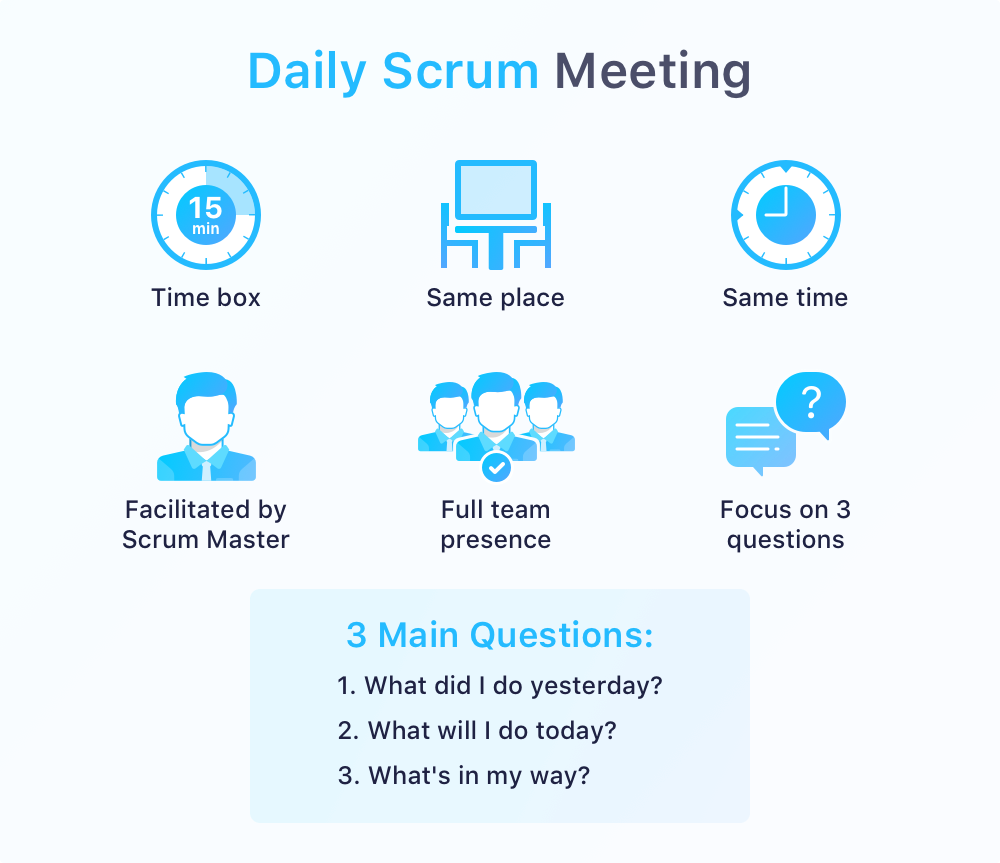 Daily Scrum Meeting
15
min
Time box
Same place
Same time
?
Facilitated by
Scrum Master
Full team
presence
Focus on 3
questions
3 Main Questions:
1. What did I do yesterday?
2. What will I do today?
3. What's in my way?